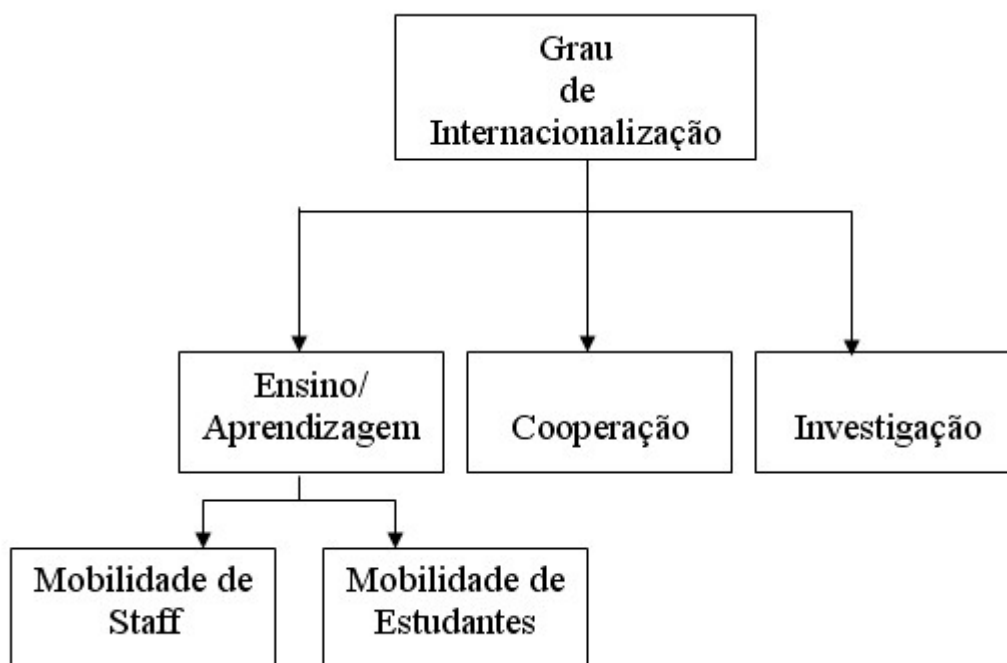 Grau
de
Internacionalização
Ensino/
Aprendizagem
Cooperação
Investigação
Mobilidade de
Staff
Mobilidade de
Estudantes